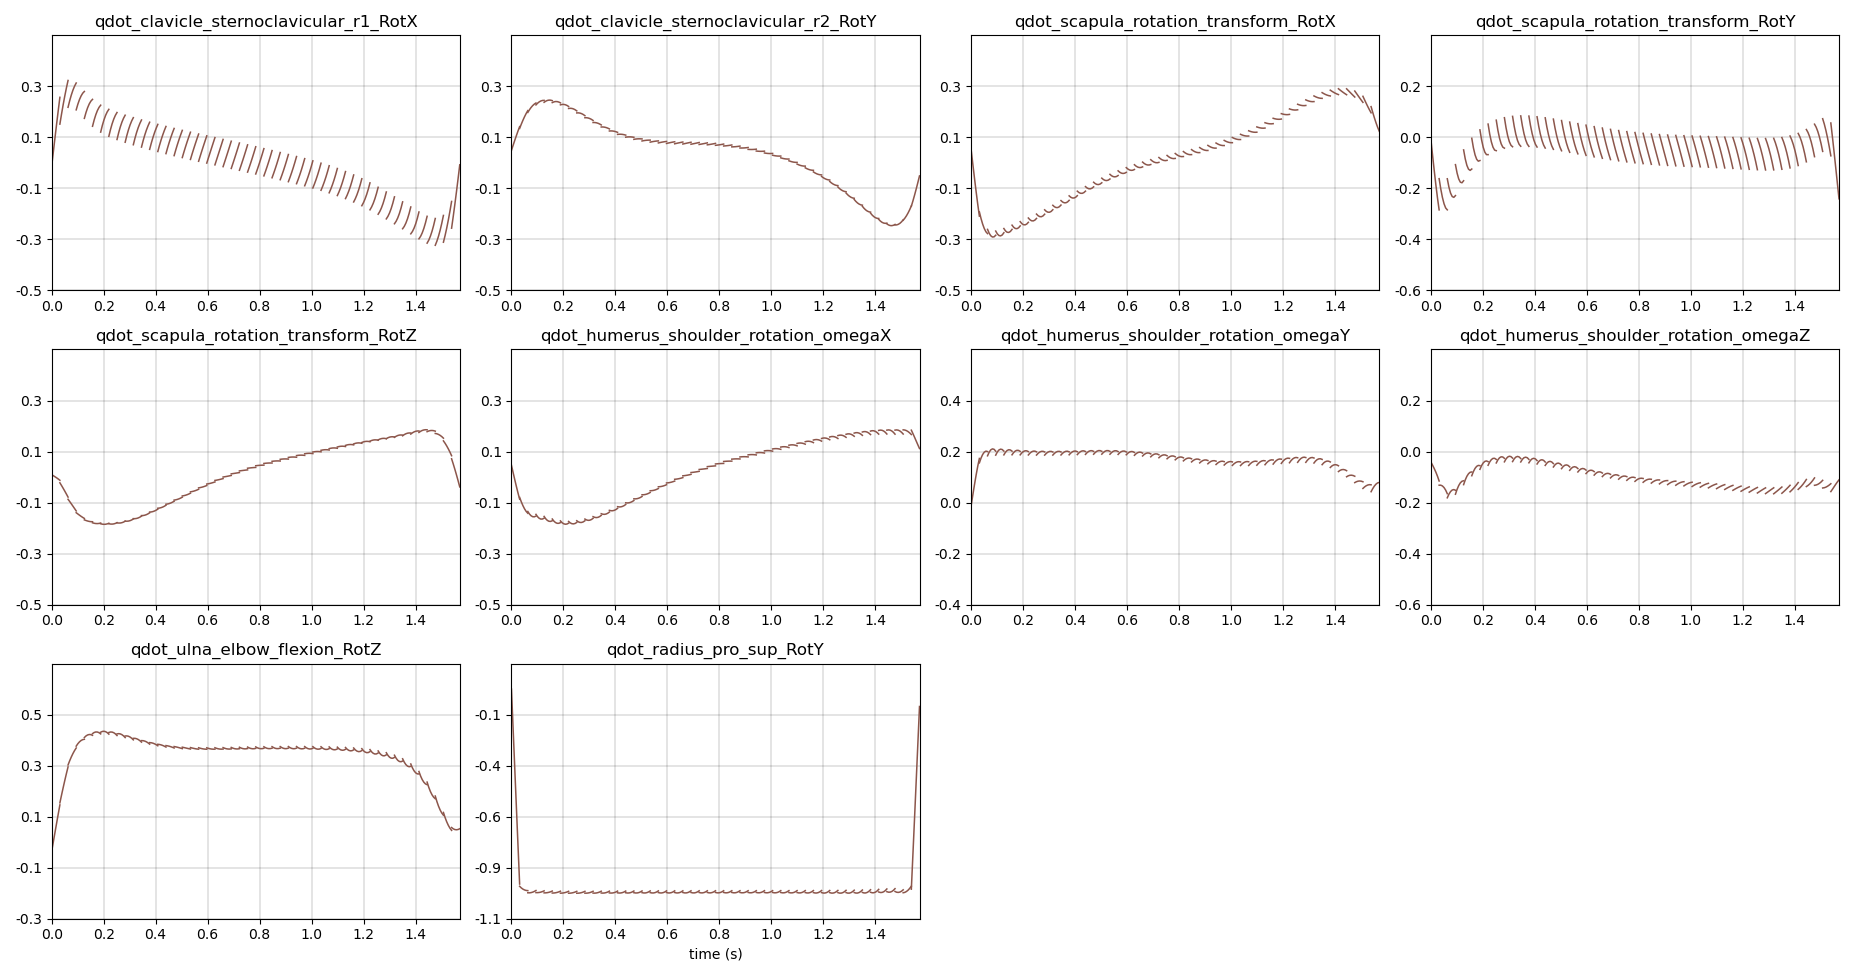 qdot_clavicle_sternoclavicular_r1_RotX
0.3
0.1
-0.1
-0.3
-0.5
0.0 0.2 0.4 0.6 0.8 1.0 1.2 1.4
qdot_clavicle_sternoclavicular_r2_RotY
0.3
0.1
-0.1
-0.3
-0.5
0.0 0.2 0.4 0.6 0.8 1.0 1.2 1.4
qdot_scapula_rotation_transform_RotX
0.3
0.1
-0.1
-0.3
-0.5
0.0 0.2 0.4 0.6 0.8 1.0 1.2 1.4
qdot_scapula_rotation_transform_RotY
0.2
0.0
-0.2
-0.4
-0.6
0.0 0.2 0.4 0.6 0.8 1.0 1.2 1.4
qdot_scapula_rotation_transform_RotZ
0.3
0.1
-0.1
-0.3
-0.5
0.0 0.2 0.4 0.6 0.8 1.0 1.2 1.4
qdot_humerus_shoulder_rotation_omegaX
0.3
0.1
-0.1
-0.3
-0.5
0.0 0.2 0.4 0.6 0.8 1.0 1.2 1.4
qdot_humerus_shoulder_rotation_omegaY
0.4
0.2
0.0
-0.2
-0.4
0.0 0.2 0.4 0.6 0.8 1.0 1.2 1.4
qdot_humerus_shoulder_rotation_omegaZ
0.2
0.0
-0.2
-0.4
-0.6
0.0 0.2 0.4 0.6 0.8 1.0 1.2 1.4
qdot_ulna_elbow_flexion_RotZ
0.5
0.3
0.1
-0.1
-0.3
0.0 0.2 0.4 0.6 0.8 1.0 1.2 1.4
qdot_radius_pro_sup_RotY
-0.1
-0.4
-0.6
-0.9
-1.1
0.0 0.2 0.4 0.6 0.8 1.0 1.2 1.4
time (s)